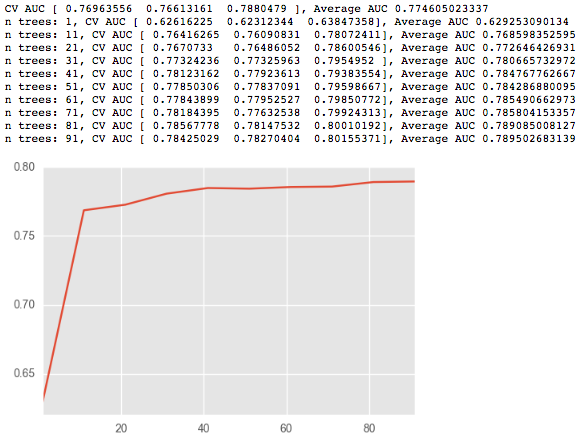 CV AUC [ 0.76963556  0.76613161  0.7880479 ], Average AUC 0.774605023337
n trees: 1, CV AUC [ 0.62616225  0.62312344  0.63847358], Average AUC 0.629253090134
n trees: 11, CV AUC [ 0.76416265  0.76090831  0.78072411], Average AUC 0.768598352595
n trees: 21, CV AUC [ 0.7670733  0.76486052  0.78600546], Average AUC 0.772646426931
n trees: 31, CV AUC [ 0.77324236  0.77325963  0.7954952 ], Average AUC 0.780665732972
n trees: 41, CV AUC [ 0.78123162  0.77923613  0.79383554], Average AUC 0.784767762667
n trees: 51, CV AUC [ 0.77850306  0.77837091  0.79598667], Average AUC 0.784286880095
n trees: 61, CV AUC [ 0.77843899  0.77952527  0.79850772], Average AUC 0.785490662973
n trees: 71, CV AUC [ 0.78184395  0.77632538  0.79924313], Average AUC 0.785804153357
n trees: 81, CV AUC [ 0.78567778  0.78147532  0.80010192], Average AUC 0.789085008127
n trees: 91, CV AUC [ 0.78425029  0.78270404  0.80155371], Average AUC 0.789502683139
0.80
0.75
0.70
0.65
20 40 60 80